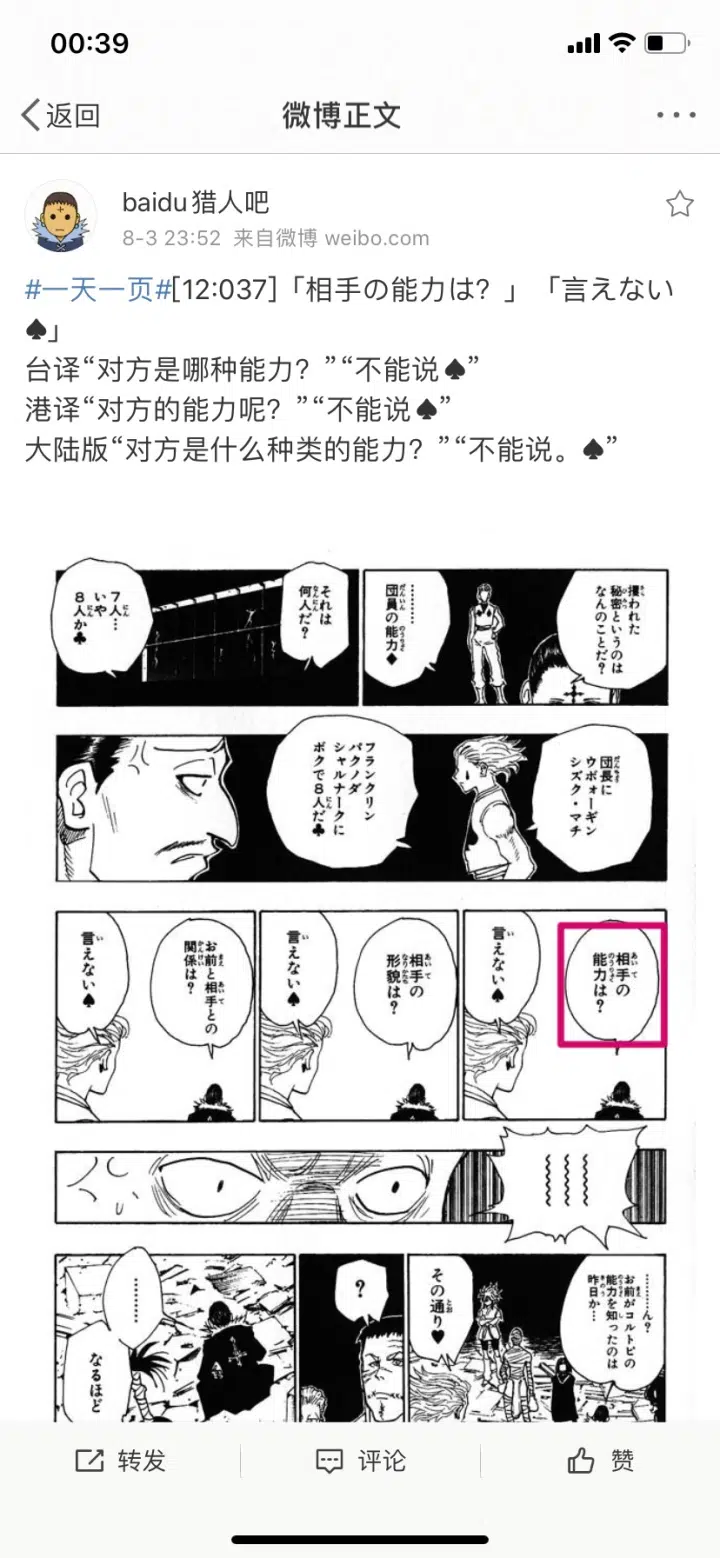 00:39
返回
微博正文
baidu猎人吧
8-3 23:52 来自微博 weibo.com
#一天一页#[12:037]「相手の能力は？」「言えない
♠」
台译“对方是哪种能力？”“不能说♠”
港译“对方的能力呢？”“不能说♠”
大陆版“对方是什么种类的能力？”“不能说。♠”
攫われた
秘密というのは
なんのことだ？
…………
団員の能力♦
それは
何人だ？
7人…
いや
8人か♣
団長に
ウボォーギン
シズク・マチ
フランクリン
パクノダ
シャルナークに
ボクで8人だ♣
相手の
能力は？
言えない♠
相手の
形貌は？
言えない♠
お前と相手との
関係は？
言えない♠
………ん？
お前がコルトピの
能力を知ったのは
昨日か…
その通り♥
？
………
なるほど
转发
评论
赞